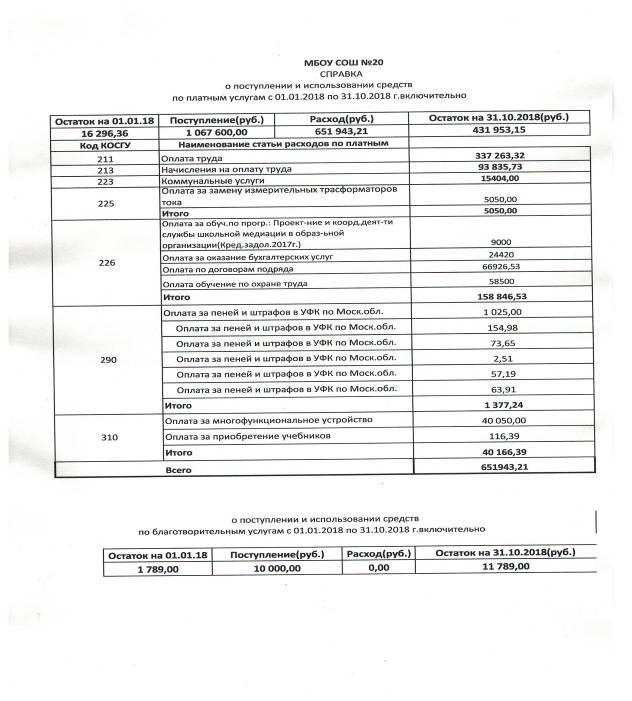 МБОУ СОШ №20
СПРАВКА
о поступлении и использовании средств
по платным услугам с 01.01.2018 по 31.10.2018 г.включительно
Остаток на 01.01.18 Поступление(руб.) Расход(руб.) Остаток на 31.10.2018(руб.)
16 296,36 1 067 600,00 651 943,21 431 953,15
Код КОСГУ Наименование статьи расходов по платным
211 Оплата труда 337 263,32
213 Начисления на оплату труда 93 835,73
223 Коммунальные услуги 15404,00
225 Оплата за замену измерительных трасформаторов
тока 5050,00
Итого 5050,00
226 Оплата за обуч.по прогр.: Проект-ние и коорд.деят-ти
службы школьной медиации в образ-ьной
организации(Кред.задол.2017г.) 9000
Оплата за оказание бухгалтерских услуг 24420
Оплата по договорам подряда 66926,53
Оплата обучение по охране труда 58500
Итого 158 846,53
290 Оплата за пеней и штрафов в УФК по Моск.обл. 1 025,00
Оплата за пеней и штрафов в УФК по Моск.обл. 154,98
Оплата за пеней и штрафов в УФК по Моск.обл. 73,65
Оплата за пеней и штрафов в УФК по Моск.обл. 2,51
Оплата за пеней и штрафов в УФК по Моск.обл. 57,19
Оплата за пеней и штрафов в УФК по Моск.обл. 63,91
Итого 1 377,24
310 Оплата за многофункциональное устройство 40 050,00
Оплата за приобретение учебников 116,39
Итого 40 166,39
Всего 651943,21
о поступлении и использовании средств
по благотворительным услугам с 01.01.2018 по 31.10.2018 г.включительно
Остаток на 01.01.18 Поступление(руб.) Расход(руб.) Остаток на 31.10.2018(руб.)
1 789,00 10 000,00 0,00 11 789,00